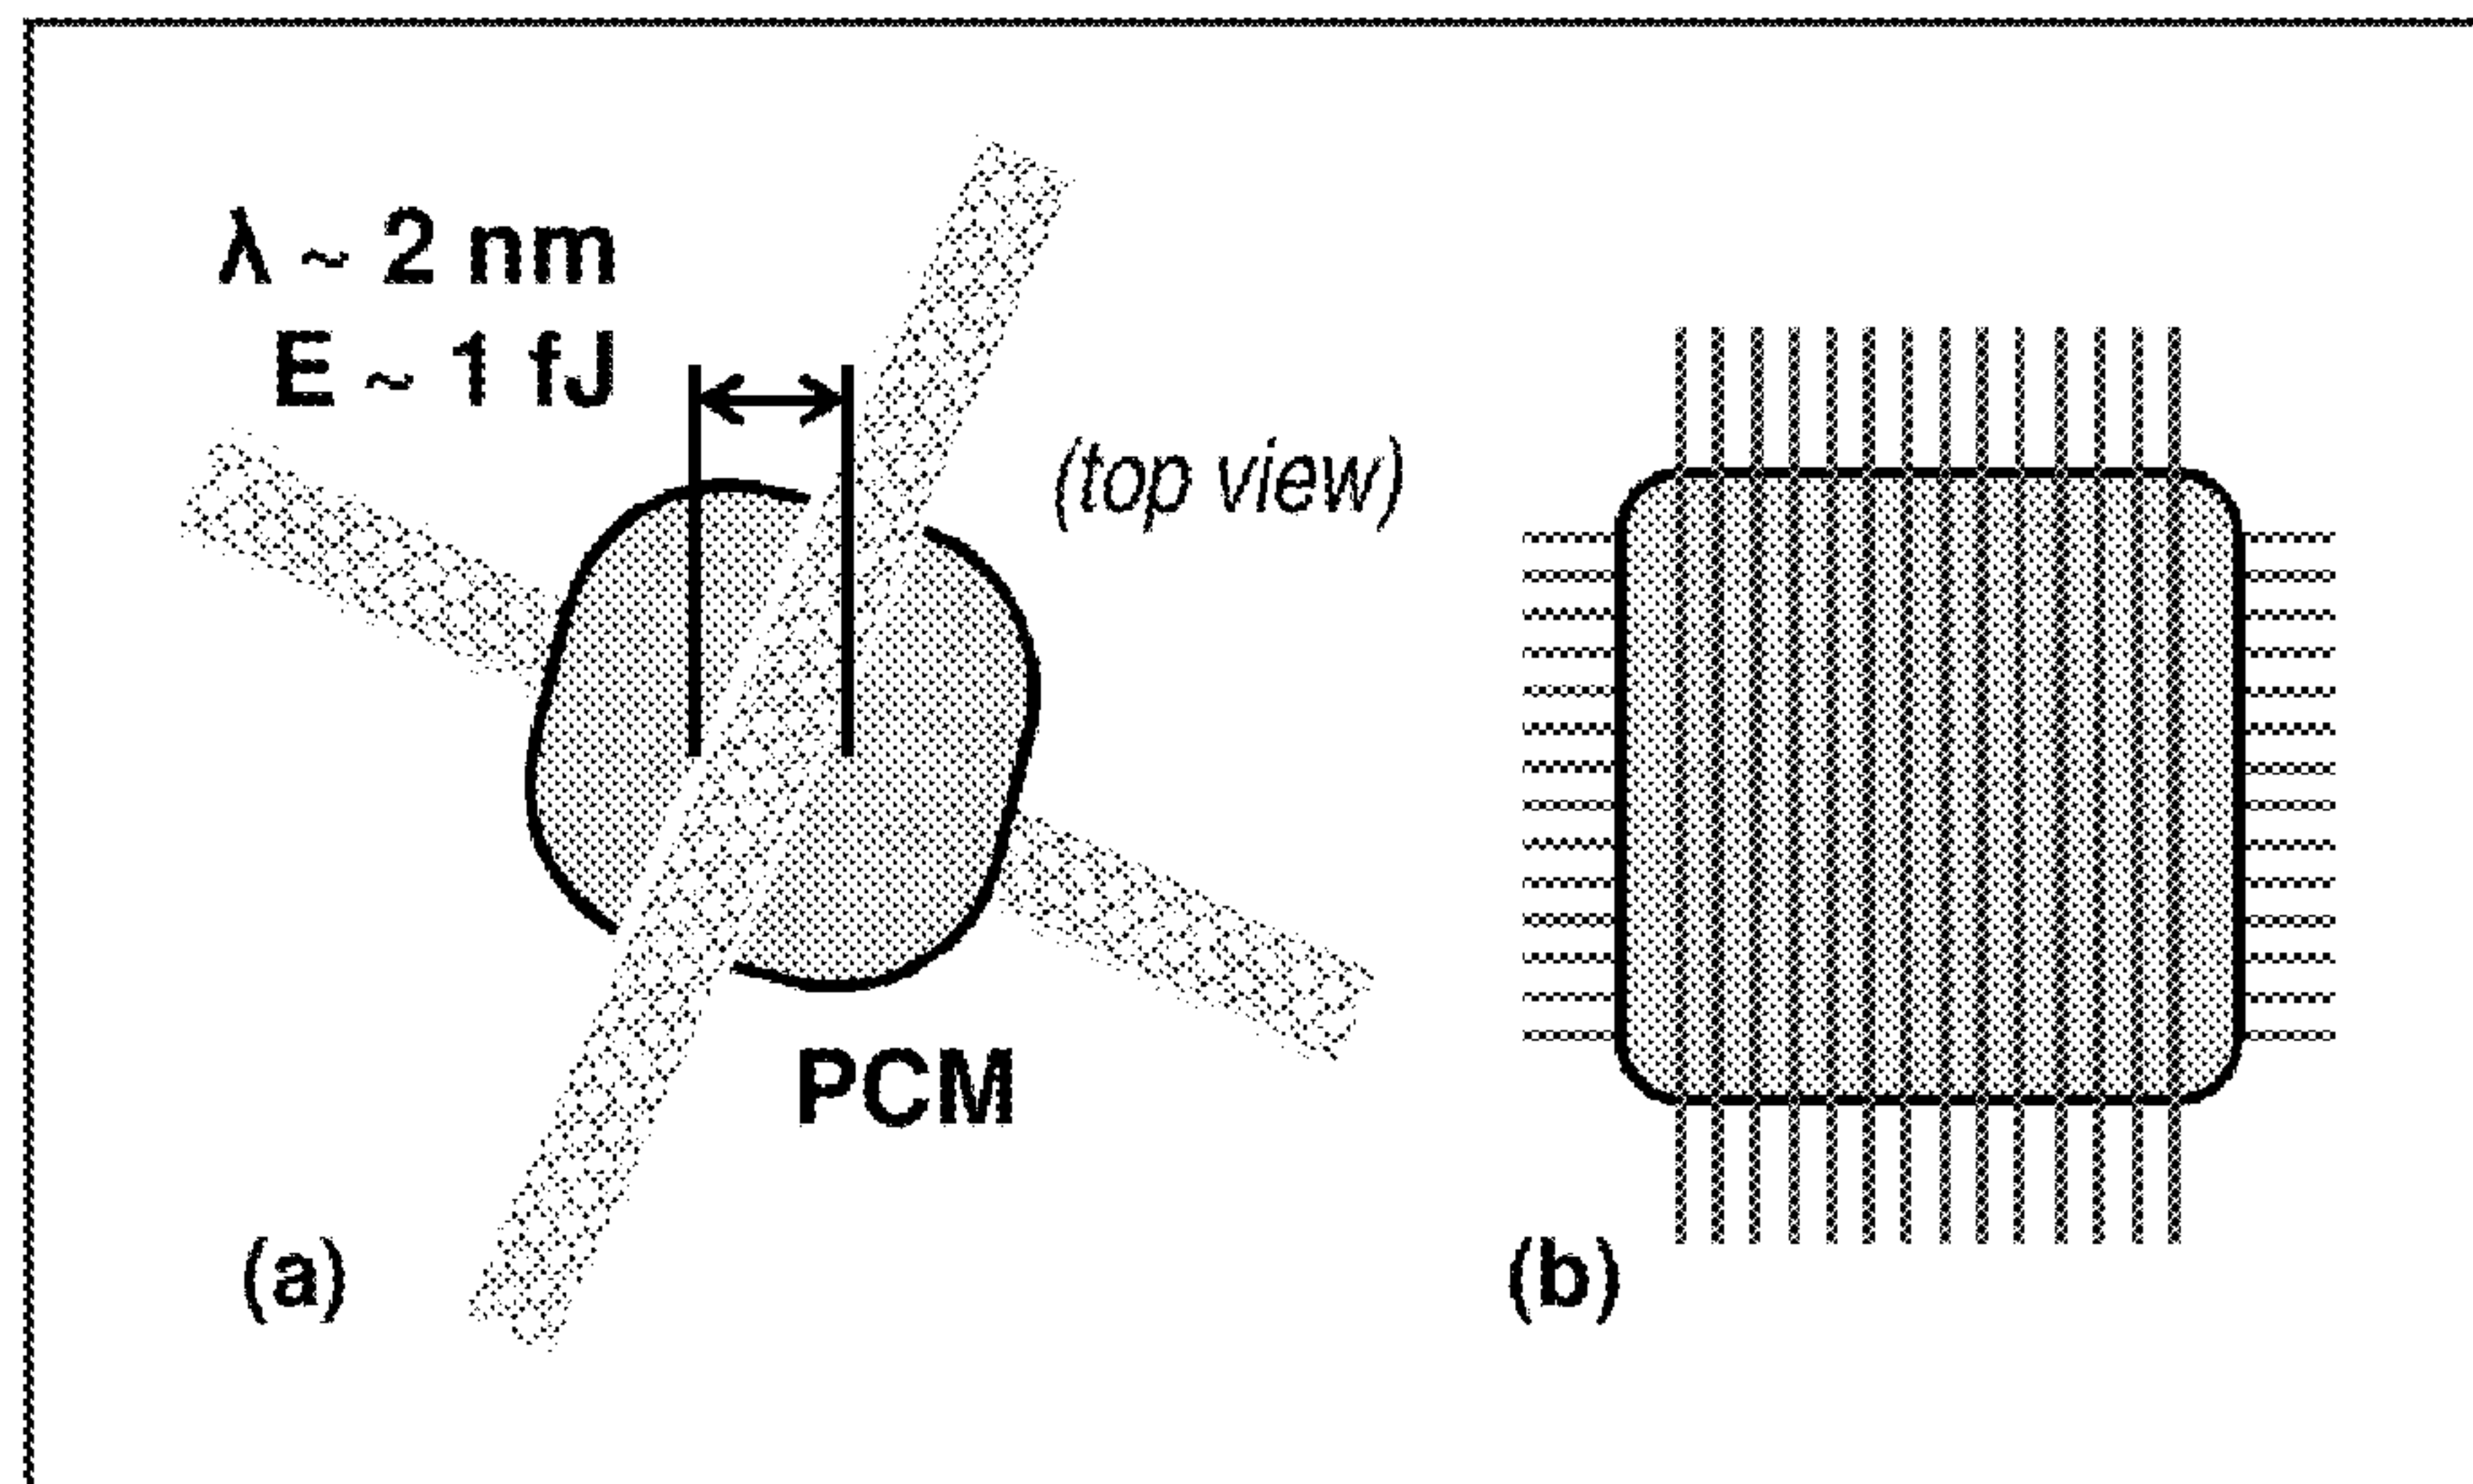 λ ~ 2 nm
E ~ 1 fJ
(top view)
PCM
(a)
(b)